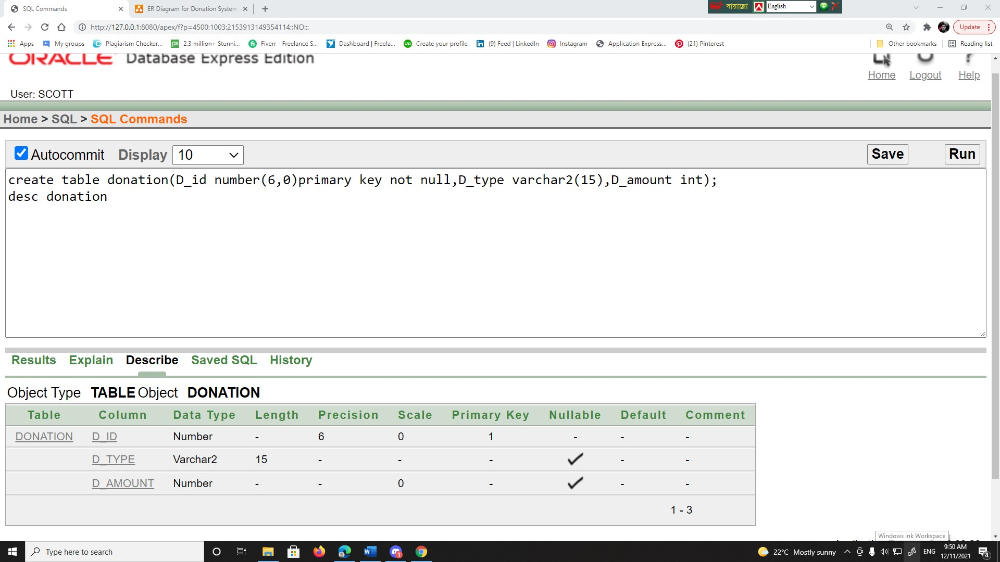 SQL Commands
ER Diagram for Donation System
বায়ান্নো
English
http://127.0.0.1:8080/apex/f?p=4500:1003:2153913149354114::NO:::
Update
Apps
My groups
Plagiarism Checker...
2.3 million+ Stunni...
Fiverr - Freelance S...
Dashboard | Freela...
Create your profile
(9) Feed | LinkedIn
Instagram
Application Express...
(21) Pinterest
Other bookmarks
Reading list
ORACLE Database Express Edition
Home Logout Help
User: SCOTT
Home > SQL > SQL Commands
Autocommit Display 10 Save Run
create table donation(D_id number(6,0)primary key not null,D_type varchar2(15),D_amount int);
desc donation
Results Explain Describe Saved SQL History
Object Type TABLE Object DONATION
Table Column Data Type Length Precision Scale Primary Key Nullable Default Comment
DONATION D_ID Number - 6 0 1 - - -
D_TYPE Varchar2 15 - - - - -
D_AMOUNT Number - - 0 - - -
1 - 3
Windows Ink Workspace
Type here to search
22°C Mostly sunny
ENG
9:50 AM
12/11/2021
4